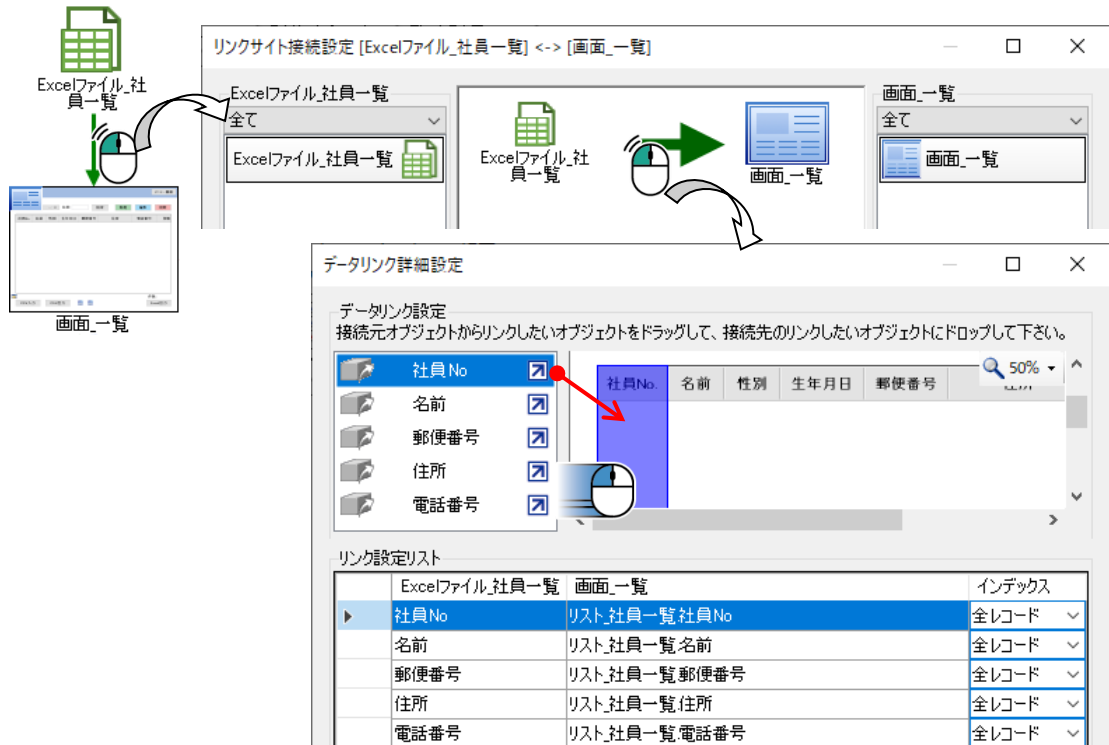 Excelファイル_社
員一覧
画面_一覧
リンクサイト接続設定 [Excelファイル_社員一覧] <-> [画面_一覧]
Excelファイル_社員一覧
全て
Excelファイル_社員一覧
Excelファイル_社
員一覧
画面_一覧
画面_一覧
全て
画面_一覧
データリンク詳細設定
データリンク設定
接続元オブジェクトからリンクしたいオブジェクトをドラッグして、接続先のリンクしたいオブジェクトにドロップして下さい。
社員No
名前
郵便番号
住所
電話番号
社員No. 名前 性別 生年月日 郵便番号
50%
リンク設定リスト
Excelファイル_社員一覧 画面_一覧 インデックス
社員No リスト_社員一覧.社員No 全レコード
名前 リスト_社員一覧.名前 全レコード
郵便番号 リスト_社員一覧.郵便番号 全レコード
住所 リスト_社員一覧.住所 全レコード
電話番号 リスト_社員一覧.電話番号 全レコード